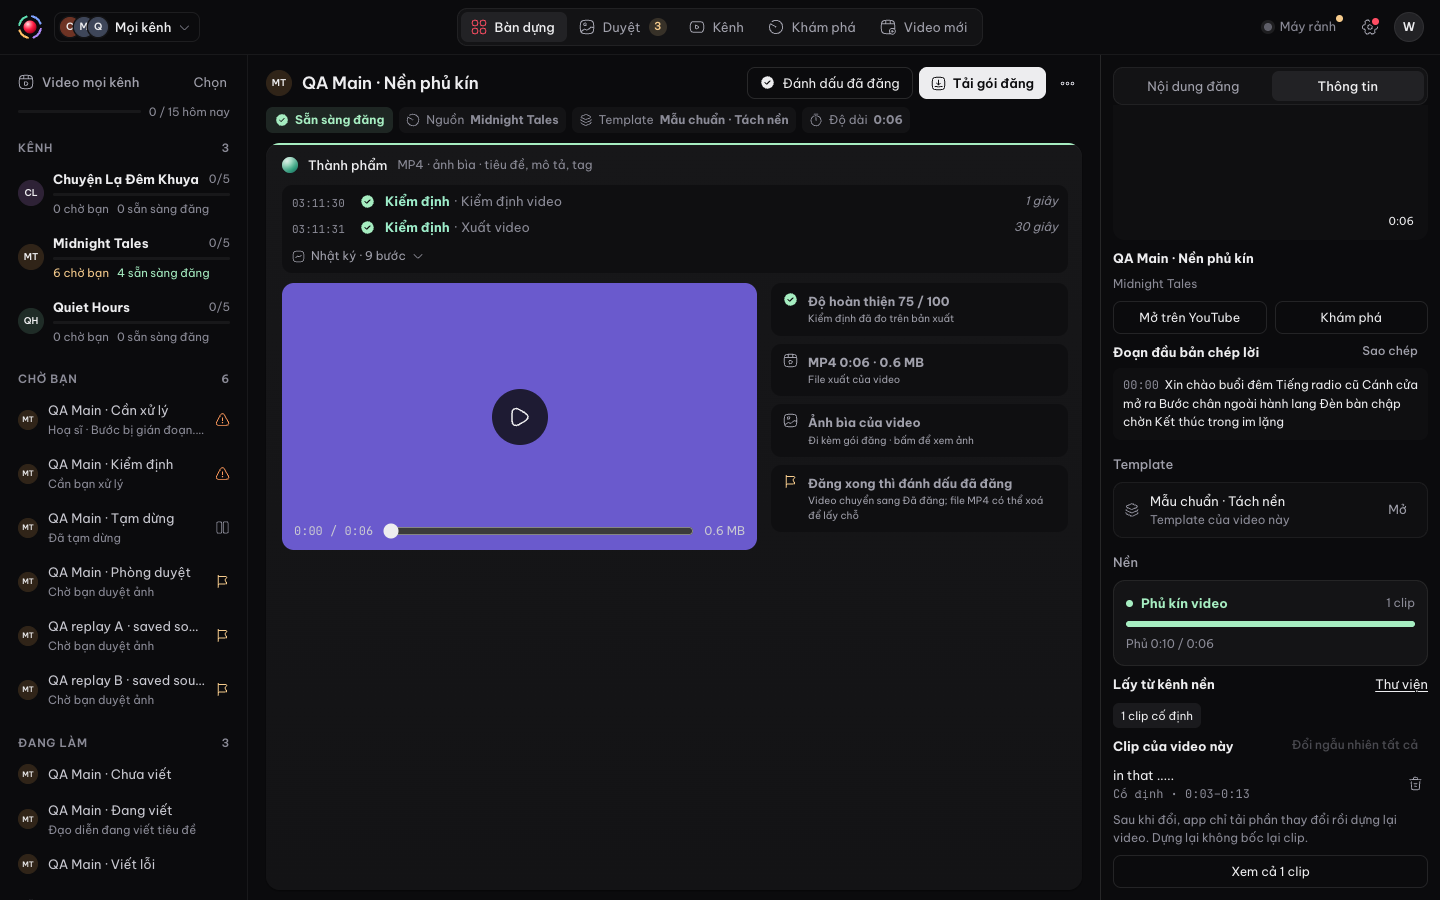 C M Q Mọi kênh
Bàn dựng
Duyệt 3
Kênh
Khám phá
Video mới
Máy rảnh
W
Video mọi kênh
Chọn
0 / 15 hôm nay
KÊNH 3
CL Chuyện Lạ Đêm Khuya 0/5
0 chờ bạn 0 sẵn sàng đăng
MT Midnight Tales 0/5
6 chờ bạn 4 sẵn sàng đăng
QH Quiet Hours 0/5
0 chờ bạn 0 sẵn sàng đăng
CHỜ BẠN 6
MT QA Main · Cần xử lý
Hoạ sĩ · Bước bị gián đoạn....
MT QA Main · Kiểm định
Cần bạn xử lý
MT QA Main · Tạm dừng
Đã tạm dừng
MT QA Main · Phòng duyệt
Chờ bạn duyệt ảnh
MT QA replay A · saved so...
Chờ bạn duyệt ảnh
MT QA replay B · saved sou...
Chờ bạn duyệt ảnh
ĐANG LÀM 3
MT QA Main · Chưa viết
MT QA Main · Đang viết
Đạo diễn đang viết tiêu đề
MT QA Main · Viết lỗi
MT QA Main · Nền phủ kín
Đánh dấu đã đăng
Tải gói đăng
Sẵn sàng đăng
Nguồn Midnight Tales
Template Mẫu chuẩn · Tách nền
Độ dài 0:06
Thành phẩm MP4 · ảnh bìa · tiêu đề, mô tả, tag
03:11:30 Kiểm định · Kiểm định video 1 giây
03:11:31 Kiểm định · Xuất video 30 giây
Nhật ký · 9 bước
0:00 / 0:06
0.6 MB
Độ hoàn thiện 75 / 100
Kiểm định đã đo trên bản xuất
MP4 0:06 · 0.6 MB
File xuất của video
Ảnh bìa của video
Đi kèm gói đăng · bấm để xem ảnh
Đăng xong thì đánh dấu đã đăng
Video chuyển sang Đã đăng; file MP4 có thể xoá
để lấy chỗ
Nội dung đăng
Thông tin
0:06
QA Main · Nền phủ kín
Midnight Tales
Mở trên YouTube
Khám phá
Đoạn đầu bản chép lời
Sao chép
00:00 Xin chào buổi đêm Tiếng radio cũ Cánh cửa
mở ra Bước chân ngoài hành lang Đèn bàn chập
chờn Kết thúc trong im lặng
Template
Mẫu chuẩn · Tách nền
Template của video này
Mở
Nền
Phủ kín video 1 clip
Phủ 0:10 / 0:06
Lấy từ kênh nền
Thư viện
1 clip cố định
Clip của video này
Đổi ngẫu nhiên tất cả
in that .....
Cố định • 0:03–0:13
Sau khi đổi, app chỉ tải phần thay đổi rồi dựng lại
video. Dựng lại không bốc lại clip.
Xem cả 1 clip